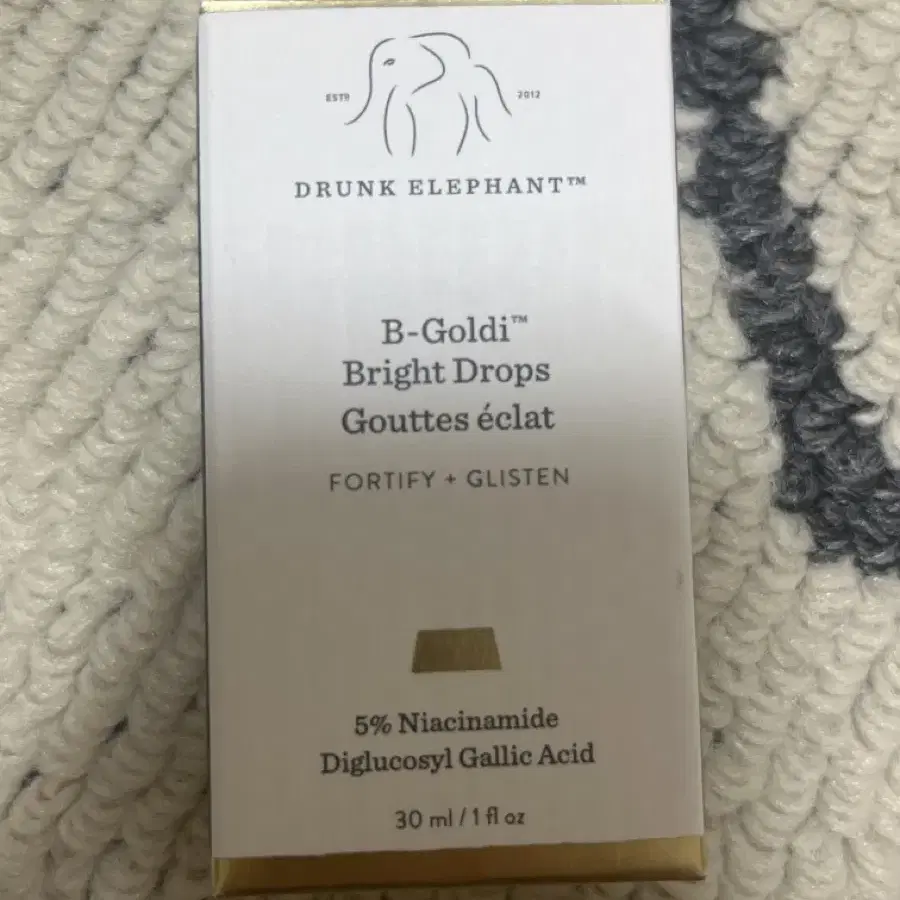 ESTD 2012
DRUNK ELEPHANT™
B-Goldi™
Bright Drops
Gouttes éclat
FORTIFY + GLISTEN
5% Niacinamide
Diglucosyl Gallic Acid
30 ml / 1 fl oz